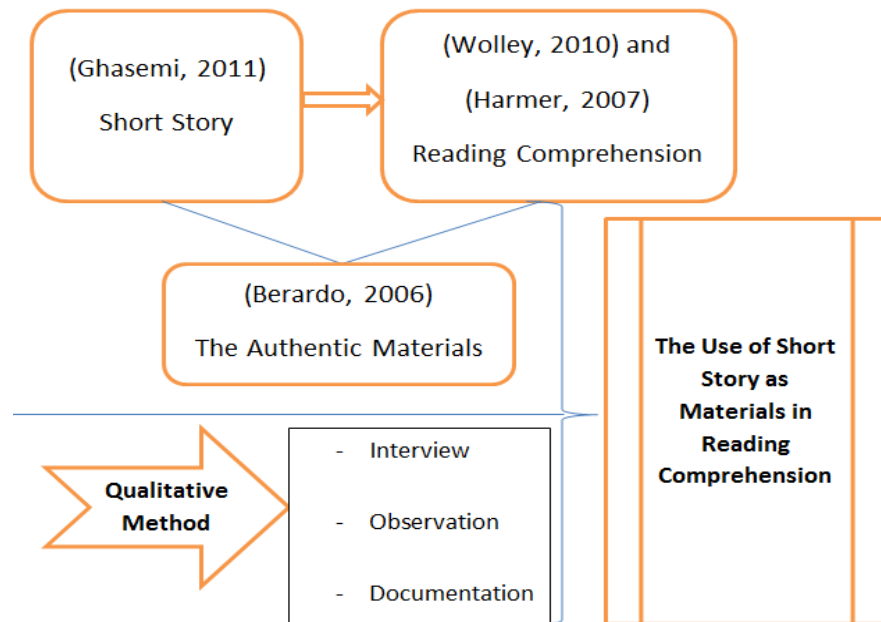 (Ghasemi, 2011)
Short Story
(Wolley, 2010) and
(Harmer, 2007)
Reading Comprehension
(Berardo, 2006)
The Authentic Materials
Qualitative
Method
- Interview
- Observation
- Documentation
The Use of Short
Story as
Materials in
Reading
Comprehension